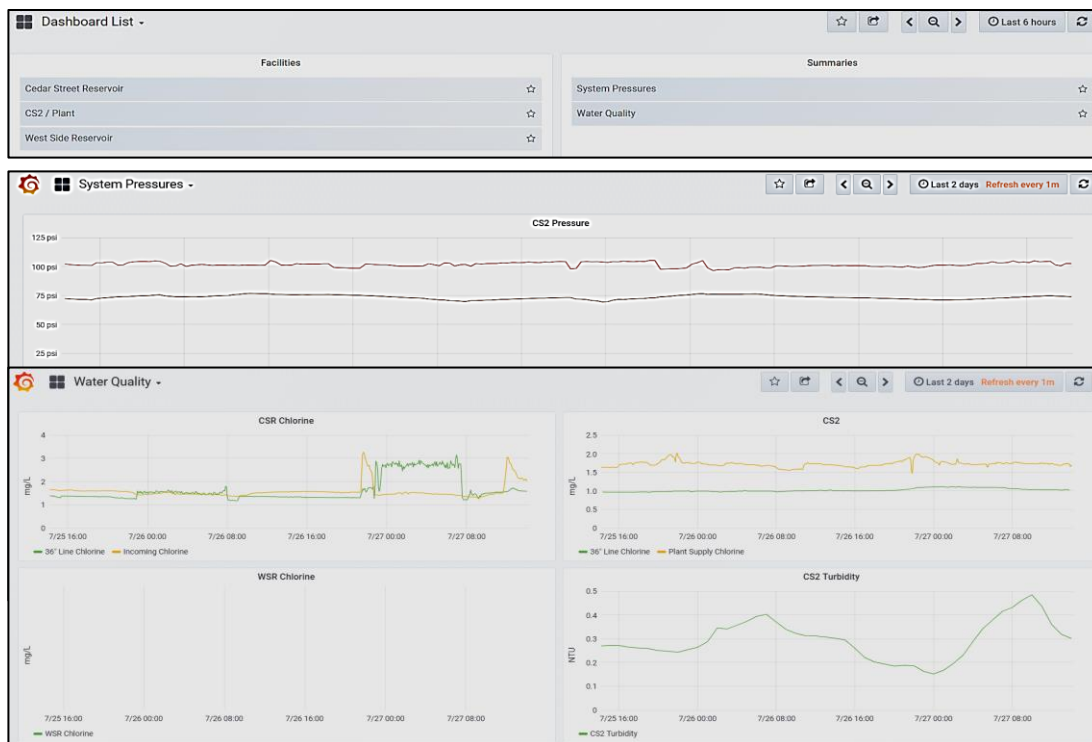 Dashboard List
Last 6 hours
Facilities
Summaries
Cedar Street Reservoir
System Pressures
CS2 / Plant
Water Quality
West Side Reservoir
System Pressures
Last 2 days Refresh every 1m
CS2 Pressure
125 psi
100 psi
75 psi
50 psi
25 psi
Water Quality
Last 2 days Refresh every 1m
CSR Chlorine
4
3
2
1
0
mg/L
7/25 16:00 7/26 00:00 7/26 08:00 7/26 16:00 7/27 00:00 7/27 08:00
36" Line Chlorine Incoming Chlorine
CS2
2.5
2.0
1.5
1.0
0.5
0
mg/L
7/25 16:00 7/26 00:00 7/26 08:00 7/26 16:00 7/27 00:00 7/27 08:00
36" Line Chlorine Plant Supply Chlorine
WSR Chlorine
mg/L
7/25 16:00 7/26 00:00 7/26 08:00 7/26 16:00 7/27 00:00 7/27 08:00
WSR Chlorine
CS2 Turbidity
0.5
0.4
0.3
0.2
0.1
0
NTU
7/25 16:00 7/26 00:00 7/26 08:00 7/26 16:00 7/27 00:00 7/27 08:00
CS2 Turbidity